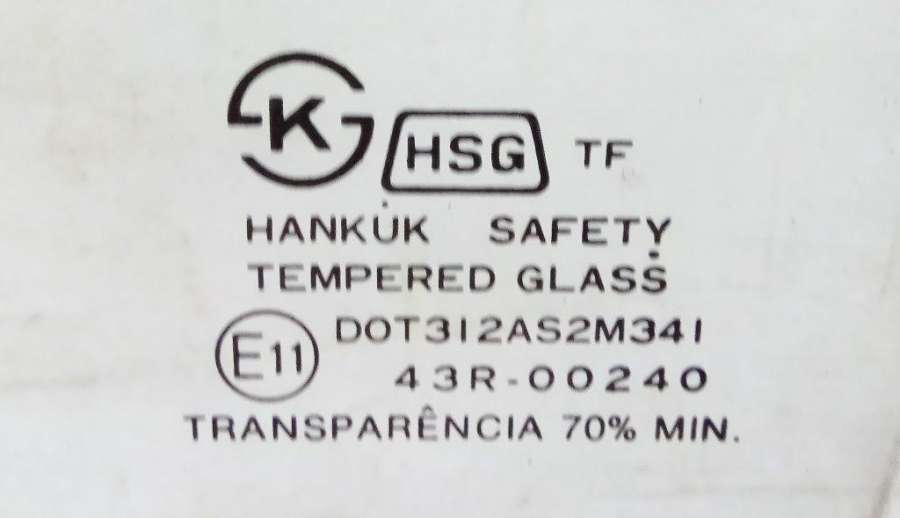 K HSG TF
HANKUK SAFETY
TEMPERED GLASS
E11 DOT312AS2M341
43R-00240
TRANSPARÊNCIA 70% MIN.